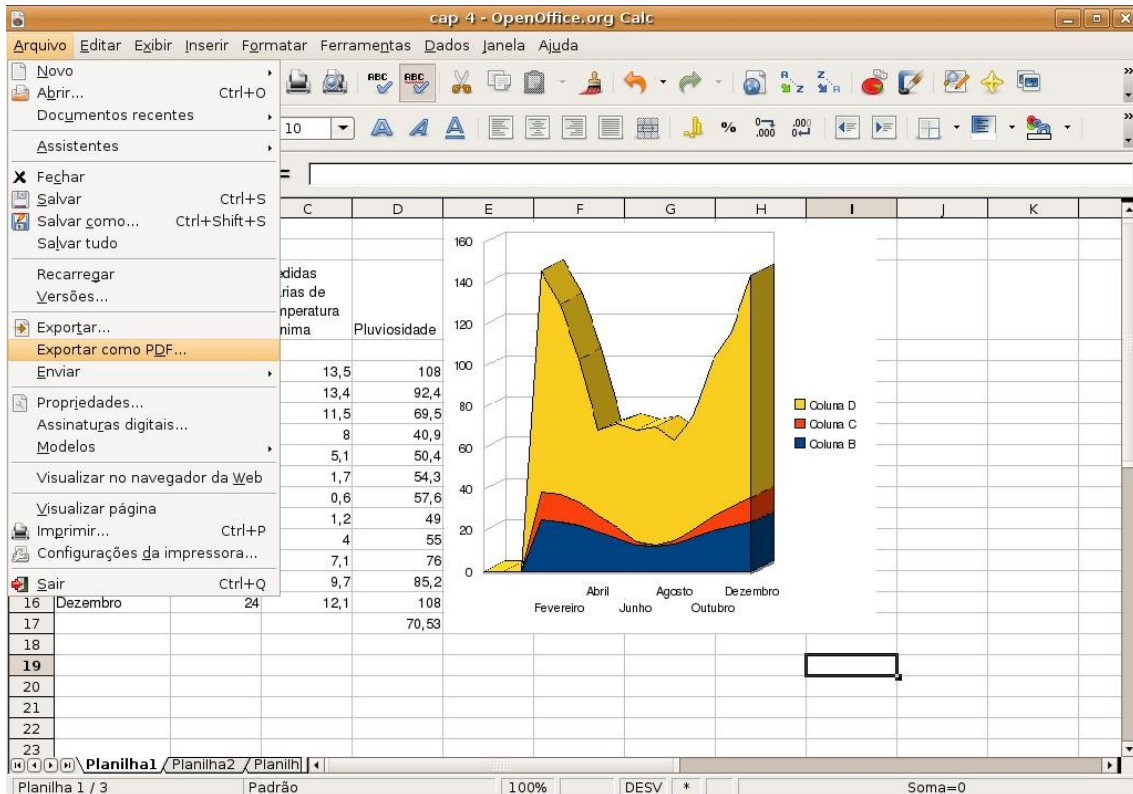 cap 4 - OpenOffice.org Calc
Arquivo Editar Exibir Inserir Formatar Ferramentas Dados Janela Ajuda
Novo
Abrir... Ctrl+O
Documentos recentes
Assistentes
Fechar
Salvar Ctrl+S
Salvar como... Ctrl+Shift+S
Salvar tudo
Recarregar
Versões...
Exportar...
Exportar como PDF...
Enviar
Propriedades...
Assinaturas digitais...
Modelos
Visualizar no navegador da Web
Visualizar página
Imprimir... Ctrl+P
Configurações da impressora...
Sair Ctrl+Q
ABC ABC
10
% .000 .000
=
C D E F G H I J K
de
Pluviosidade
13,5 108
13,4 92,4
11,5 69,5
8 40,9
5,1 50,4
1,7 54,3
0,6 57,6
1,2 49
4 55
7,1 76
9,7 85,2
16 Dezembro 24 12,1 108
17 70,53
18
19
20
21
22
23
160
140
120
100
80
60
40
20
0
Abril Agosto Dezembro
Fevereiro Junho Outubro
Coluna D
Coluna C
Coluna B
Planilha1 Planilha2 Planilh
Planilha 1 / 3 Padrão 100% DESV * Soma=0